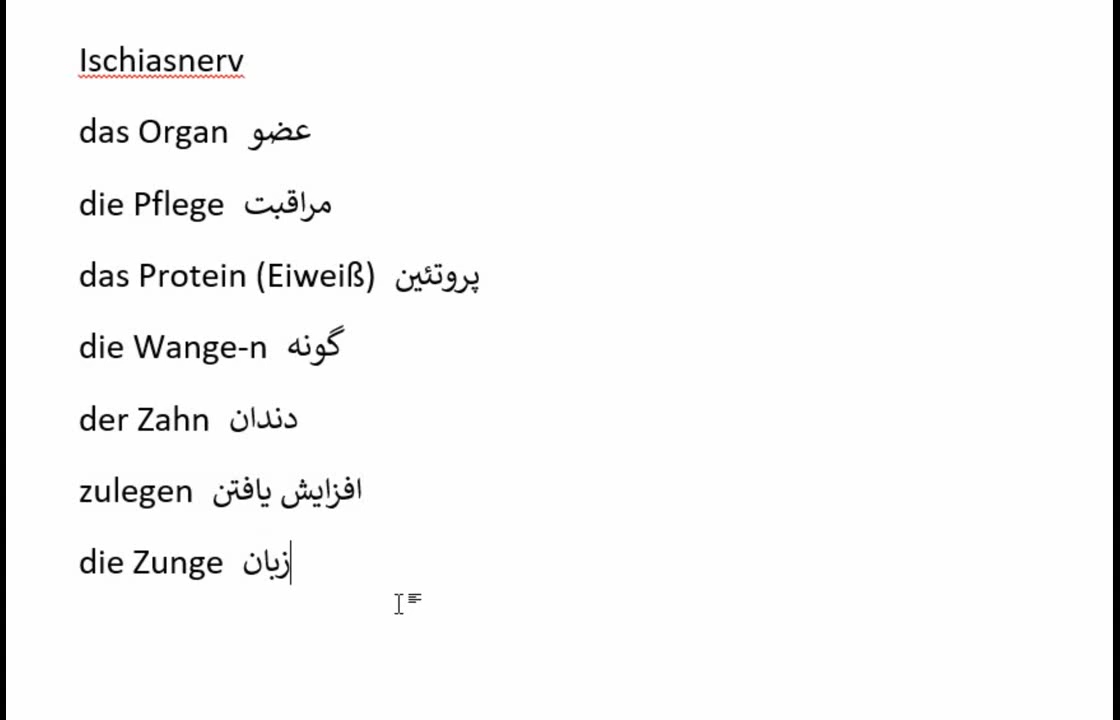 Ischiasnerv
das Organ عضو
die Pflege مراقبت
das Protein (Eiweiß) پروتئین
die Wange-n گونه
der Zahn دندان
zulegen افزایش یافتن
die Zunge زبان